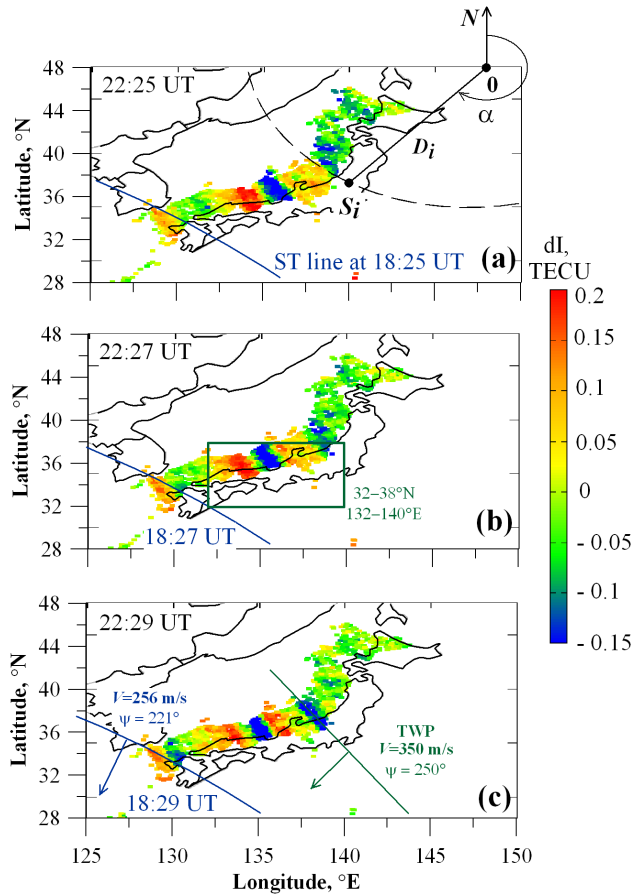 N
48
22:25 UT
0
44
α
Dᵢ
40
Latitude, °N
36
Sᵢ
32
ST line at 18:25 UT
(a)
28
dI,
TECU
48
22:27 UT
0.2
44
0.15
40
0.1
Latitude, °N
0.05
36
32–38°N
0
132–140°E
32
18:27 UT
(b)
- 0.05
28
- 0.1
48
22:29 UT
- 0.15
44
V=256 m/s
ψ = 221°
40
TWP
V=350 m/s
ψ = 250°
Latitude, °N
36
32
18:29 UT
(c)
28
125 130 135 140 145 150
Longitude, °E